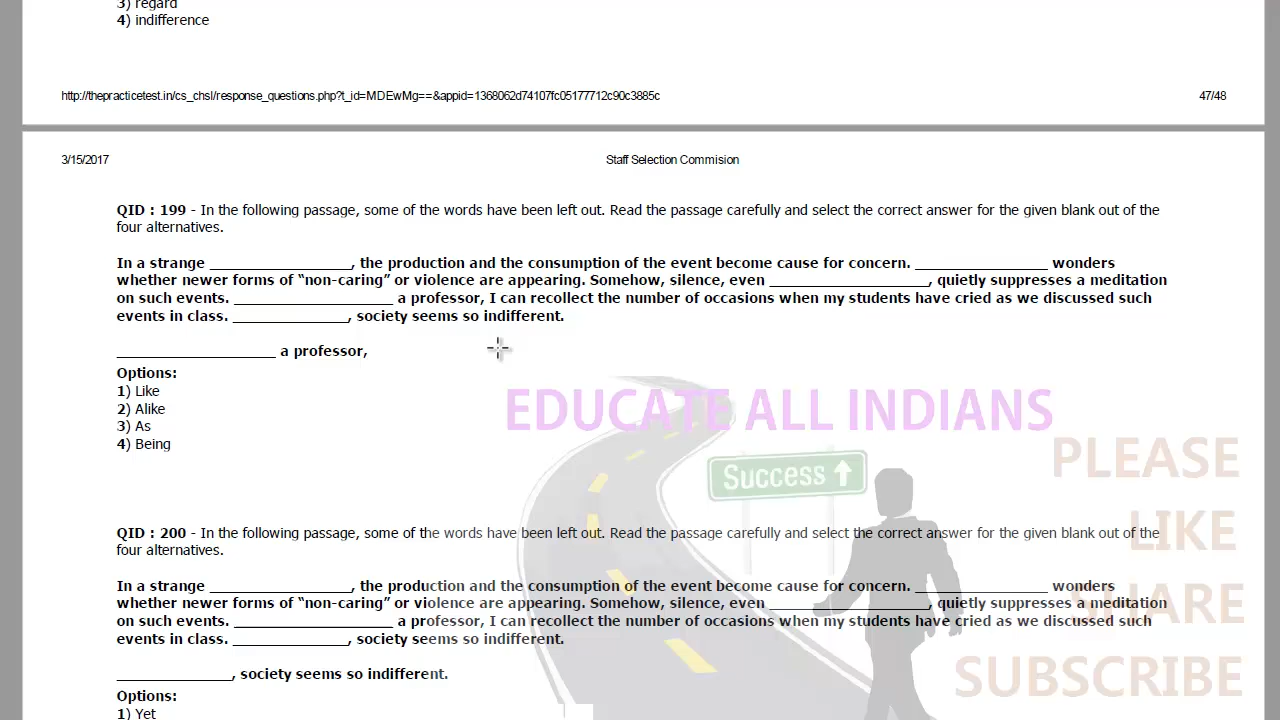 3) regard
4) indifference
http://thepracticetest.in/cs_chsl/response_questions.php?t_id=MDEwMg==&appid=1368062d74107fc05177712c90c3885c 47/48
3/15/2017 Staff Selection Commision
QID : 199 - In the following passage, some of the words have been left out. Read the passage carefully and select the correct answer for the given blank out of the
four alternatives.
In a strange __________________, the production and the consumption of the event become cause for concern. _________________ wonders
whether newer forms of “non-caring” or violence are appearing. Somehow, silence, even ____________________, quietly suppresses a meditation
on such events. ____________________ a professor, I can recollect the number of occasions when my students have cried as we discussed such
events in class. _______________, society seems so indifferent.
____________________ a professor,
Options:
1) Like
2) Alike
3) As
4) Being
EDUCATE ALL INDIANS
Success
PLEASE
LIKE
SHARE
SUBSCRIBE
QID : 200 - In the following passage, some of the words have been left out. Read the passage carefully and select the correct answer for the given blank out of the
four alternatives.
In a strange __________________, the production and the consumption of the event become cause for concern. _________________ wonders
whether newer forms of “non-caring” or violence are appearing. Somehow, silence, even ____________________, quietly suppresses a meditation
on such events. ____________________ a professor, I can recollect the number of occasions when my students have cried as we discussed such
events in class. _______________, society seems so indifferent.
_______________, society seems so indifferent.
Options:
1) Yet